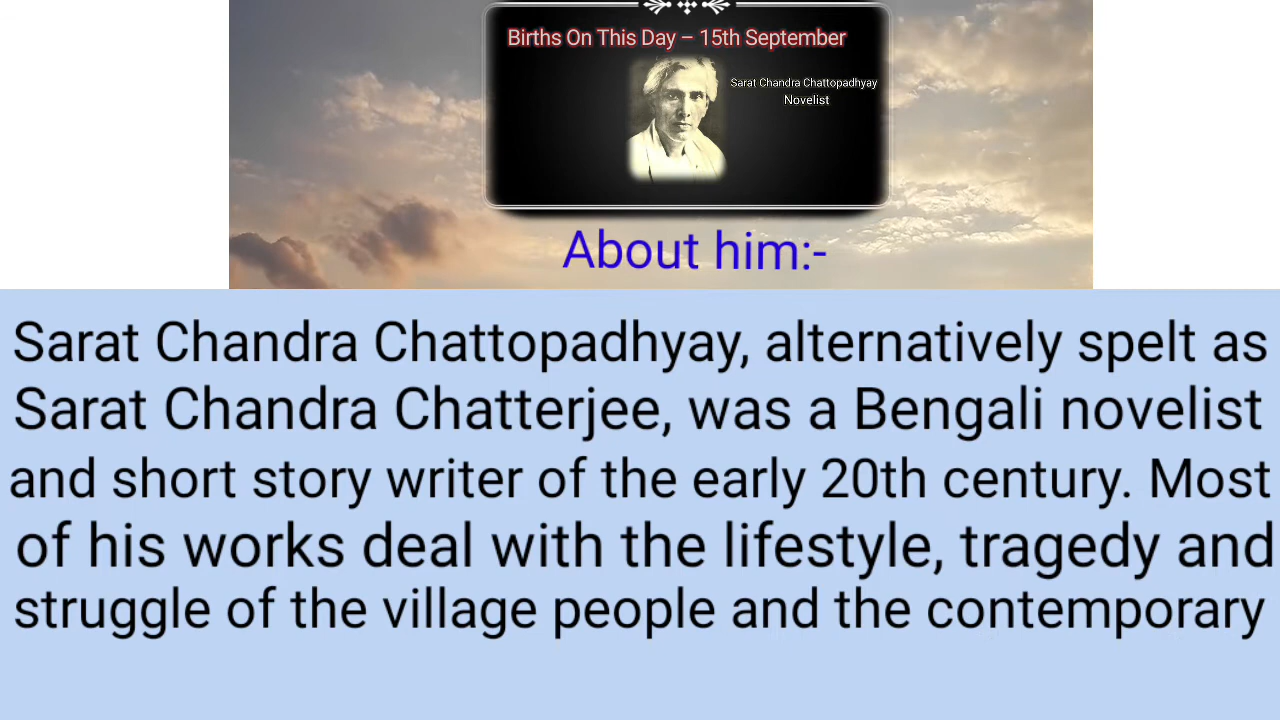 Births On This Day – 15th September
Sarat Chandra Chattopadhyay
Novelist
About him:-
Sarat Chandra Chattopadhyay, alternatively spelt as
Sarat Chandra Chatterjee, was a Bengali novelist
and short story writer of the early 20th century. Most
of his works deal with the lifestyle, tragedy and
struggle of the village people and the contemporary